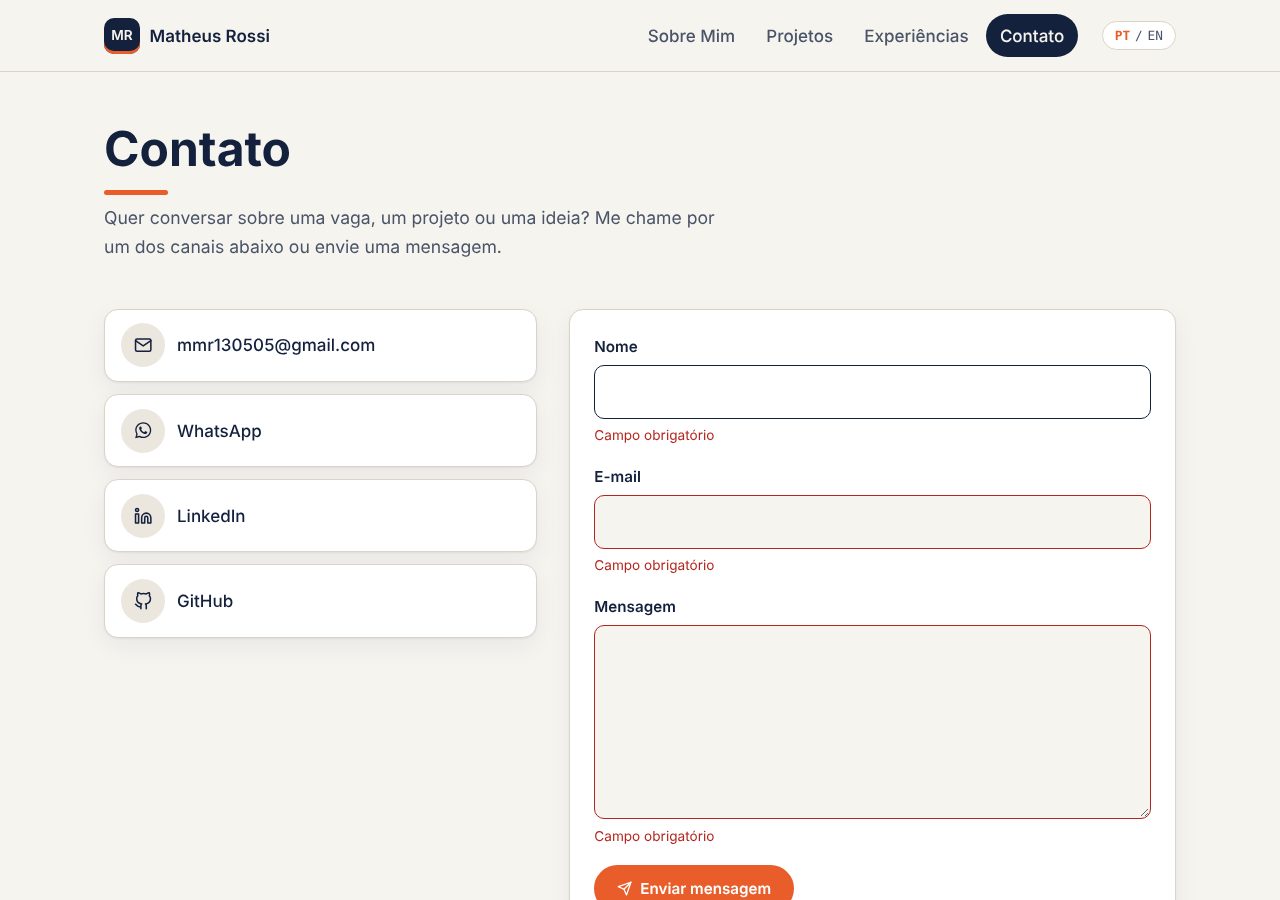 MR Matheus Rossi Sobre Mim Projetos Experiências Contato PT / EN
Contato
Quer conversar sobre uma vaga, um projeto ou uma ideia? Me chame por
um dos canais abaixo ou envie uma mensagem.
mmr130505@gmail.com
WhatsApp
LinkedIn
GitHub
Nome
Campo obrigatório
E-mail
Campo obrigatório
Mensagem
Campo obrigatório
Enviar mensagem